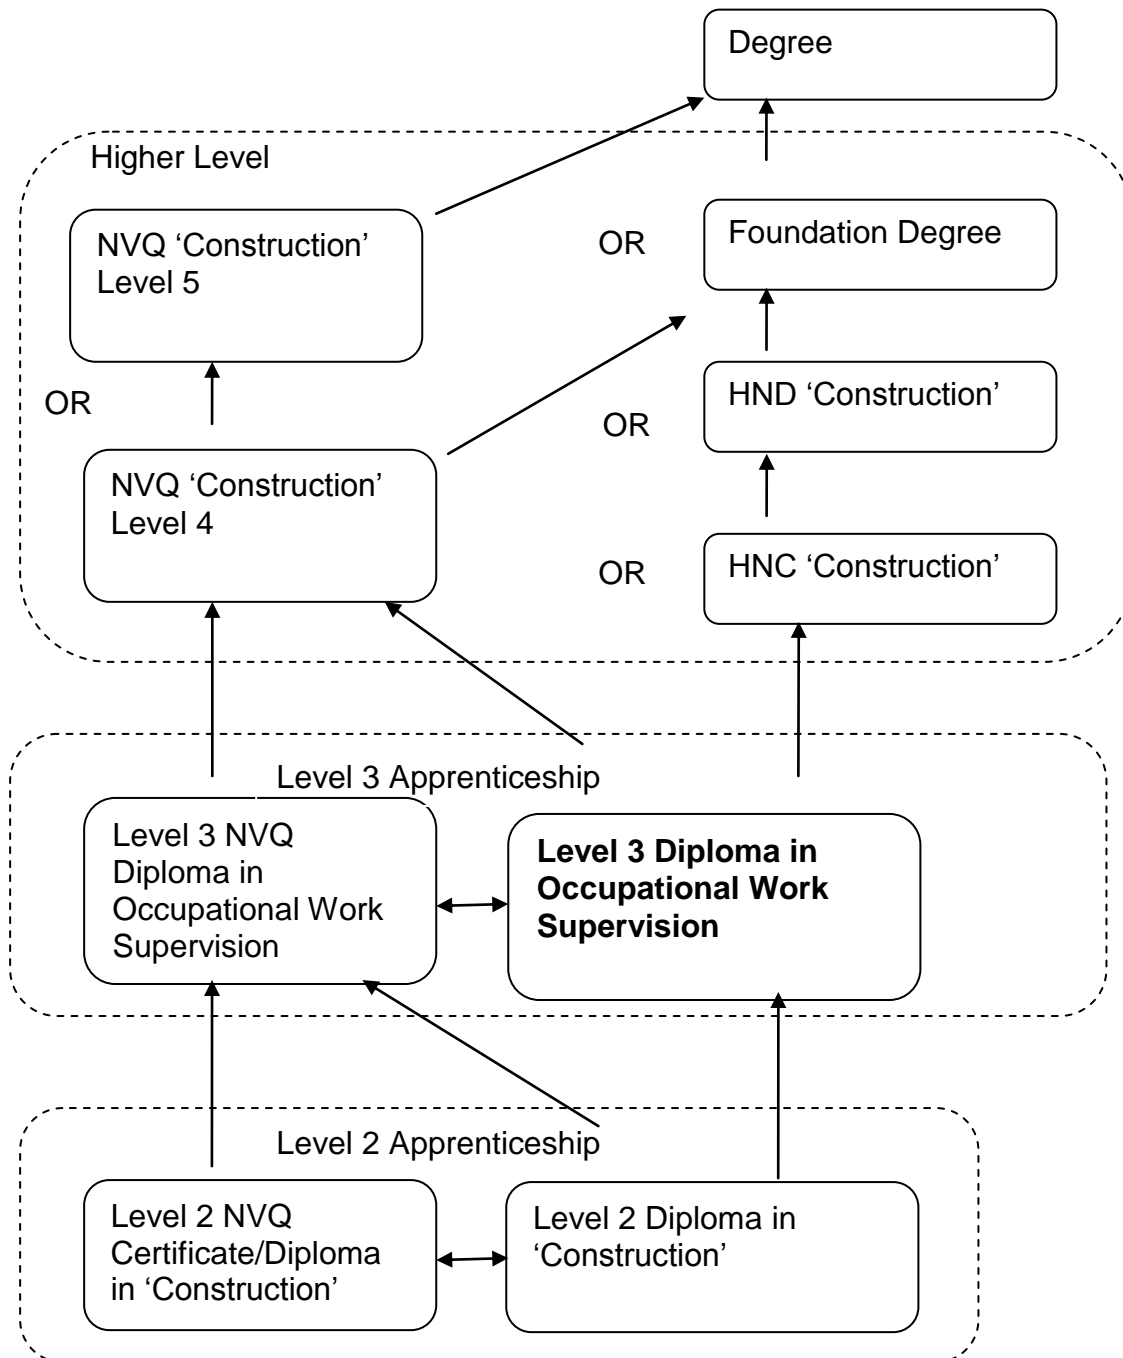 Degree
Higher Level
NVQ ‘Construction’
Level 5
OR
Foundation Degree
OR
HND ‘Construction’
OR
NVQ ‘Construction’
Level 4
OR
HNC ‘Construction’
Level 3 Apprenticeship
Level 3 NVQ
Diploma in
Occupational Work
Supervision
Level 3 Diploma in
Occupational Work
Supervision
Level 2 Apprenticeship
Level 2 NVQ
Certificate/Diploma
in ‘Construction’
Level 2 Diploma in
‘Construction’